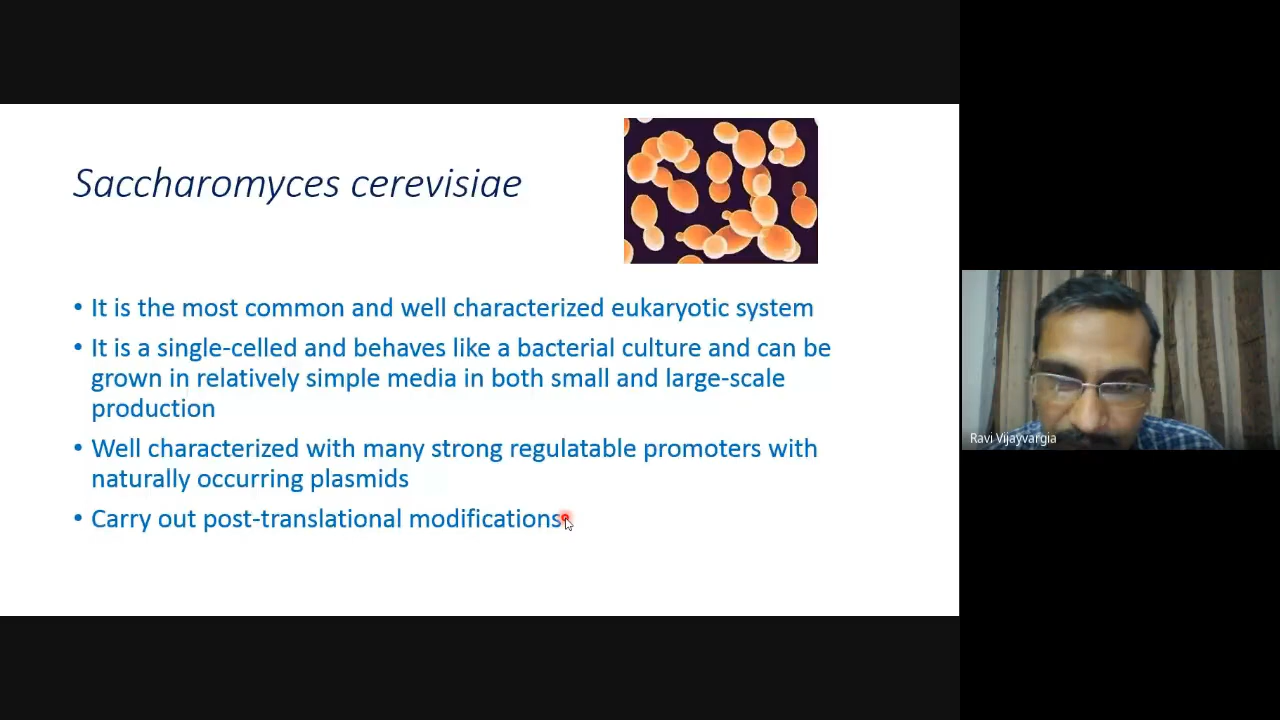 Saccharomyces cerevisiae
• It is the most common and well characterized eukaryotic system
• It is a single-celled and behaves like a bacterial culture and can be
grown in relatively simple media in both small and large-scale
production
• Well characterized with many strong regulatable promoters with
naturally occurring plasmids
• Carry out post-translational modifications
Ravi Vijayvargia